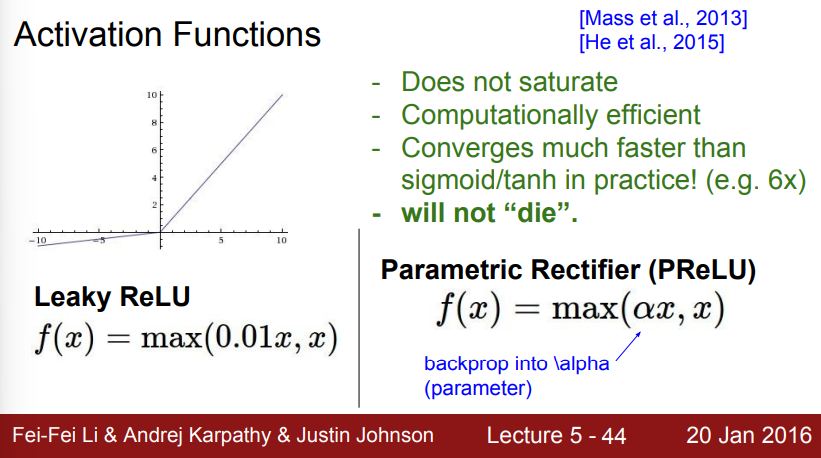 Activation Functions
[Mass et al., 2013]
[He et al., 2015]
- Does not saturate
- Computationally efficient
- Converges much faster than
sigmoid/tanh in practice! (e.g. 6x)
- will not “die”.
10
8
6
4
2
-10 -5 5 10
Leaky ReLU
f(x) = max(0.01x, x)
Parametric Rectifier (PReLU)
f(x) = max(αx, x)
backprop into \alpha
(parameter)
Fei-Fei Li & Andrej Karpathy & Justin Johnson Lecture 5 - 44 20 Jan 2016